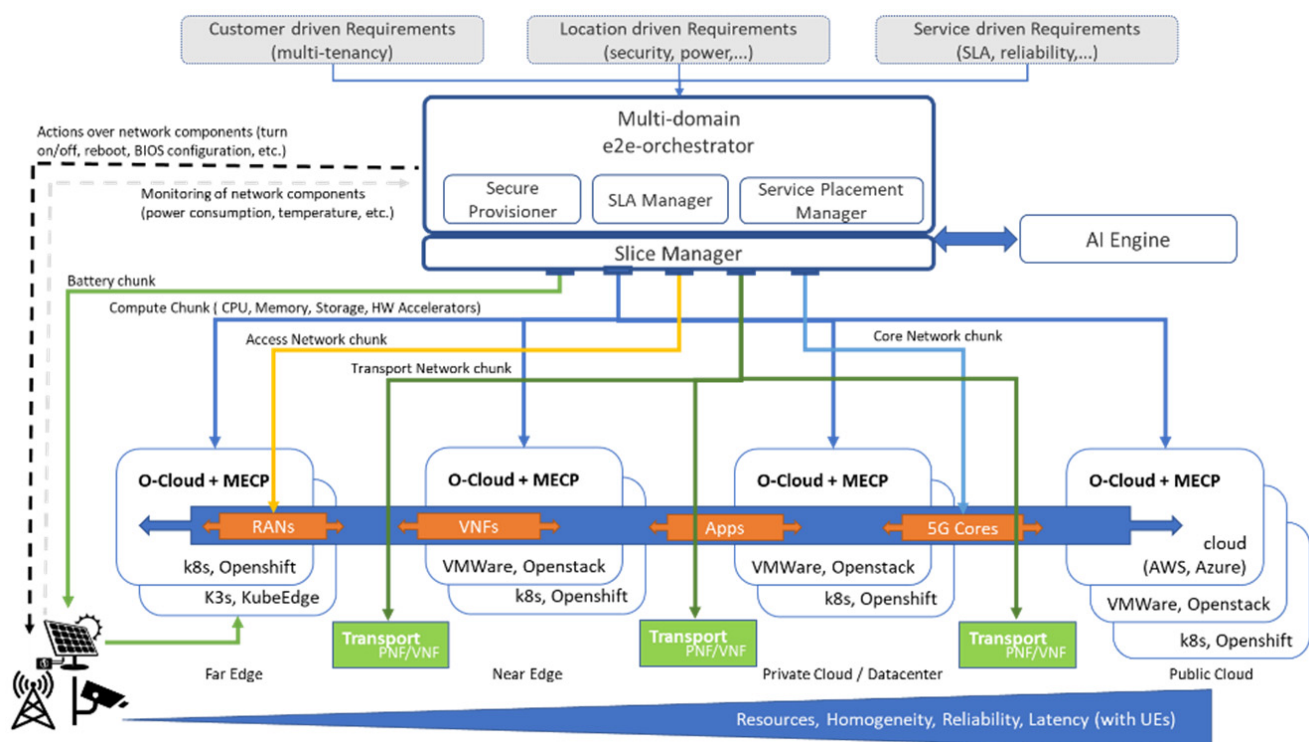 Customer driven Requirements
(multi-tenancy)
Location driven Requirements
(security, power,...)
Service driven Requirements
(SLA, reliability,...)
Multi-domain
e2e-orchestrator
Secure
Provisioner
SLA Manager
Service Placement
Manager
Slice Manager
AI Engine
Actions over network components (turn
on/off, reboot, BIOS configuration, etc.)
Monitoring of network components
(power consumption, temperature, etc.)
Battery chunk
Compute Chunk ( CPU, Memory, Storage, HW Accelerators)
Access Network chunk
Core Network chunk
Transport Network chunk
O-Cloud + MECP
O-Cloud + MECP
O-Cloud + MECP
O-Cloud + MECP
RANs
VNFs
Apps
5G Cores
k8s, Openshift
K3s, KubeEdge
VMWare, Openstack
k8s, Openshift
VMWare, Openstack
k8s, Openshift
cloud
(AWS, Azure)
VMWare, Openstack
k8s, Openshift
Transport
PNF/VNF
Transport
PNF/VNF
Transport
PNF/VNF
Far Edge
Near Edge
Private Cloud / Datacenter
Public Cloud
Resources, Homogeneity, Reliability, Latency (with UEs)